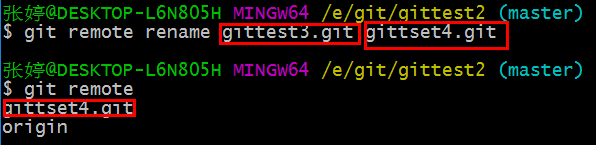 张婷@DESKTOP-L6N805H MINGW64 /e/git/gittest2 (master)
$ git remote rename gittest3.git gittset4.git
张婷@DESKTOP-L6N805H MINGW64 /e/git/gittest2 (master)
$ git remote
gittset4.git
origin